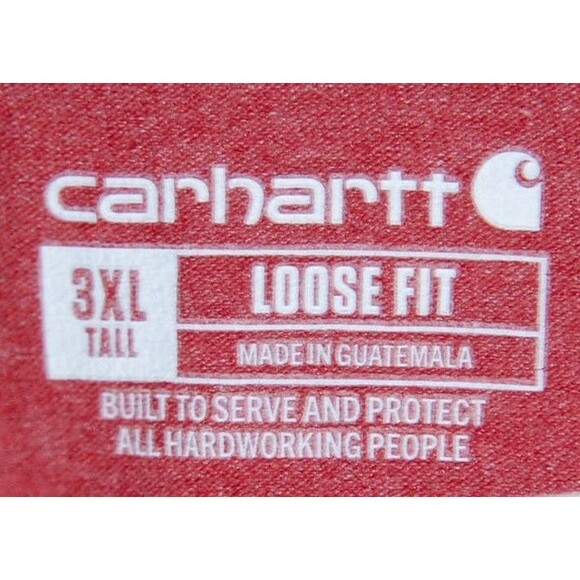 carhartt
3XL
TALL
LOOSE FIT
MADE IN GUATEMALA
BUILT TO SERVE AND PROTECT
ALL HARDWORKING PEOPLE